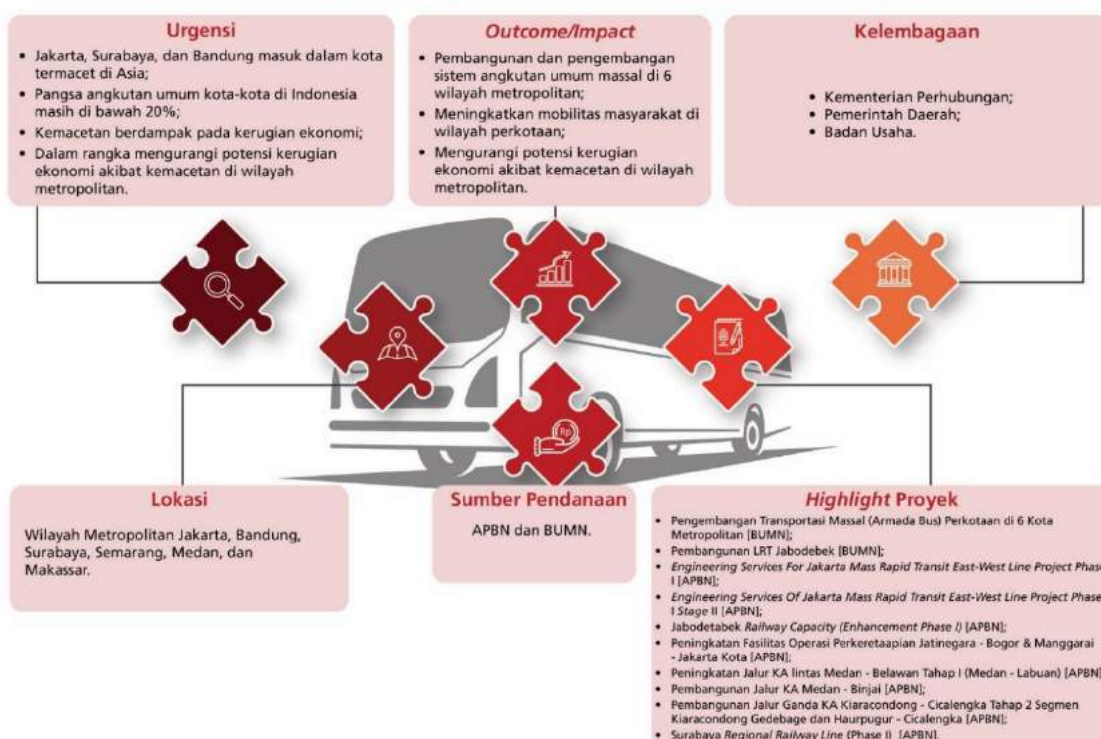 Urgensi
• Jakarta, Surabaya, dan Bandung masuk dalam kota
termacet di Asia;
• Pangsa angkutan umum kota-kota di Indonesia
masih di bawah 20%;
• Kemacetan berdampak pada kerugian ekonomi;
• Dalam rangka mengurangi potensi kerugian
ekonomi akibat kemacetan di wilayah
metropolitan.
Outcome/Impact
• Pembangunan dan pengembangan
sistem angkutan umum massal di 6
wilayah metropolitan;
• Meningkatkan mobilitas masyarakat di
wilayah perkotaan;
• Mengurangi potensi kerugian
ekonomi akibat kemacetan di wilayah
metropolitan.
Kelembagaan
• Kementerian Perhubungan;
• Pemerintah Daerah;
• Badan Usaha.
Rp
Lokasi
Wilayah Metropolitan Jakarta, Bandung,
Surabaya, Semarang, Medan, dan
Makassar.
Sumber Pendanaan
APBN dan BUMN.
Highlight Proyek
• Pengembangan Transportasi Massal (Armada Bus) Perkotaan di 6 Kota
Metropolitan [BUMN];
• Pembangunan LRT Jabodebek [BUMN];
• Engineering Services For Jakarta Mass Rapid Transit East-West Line Project Phase
I [APBN];
• Engineering Services Of Jakarta Mass Rapid Transit East-West Line Project Phase
I Stage II [APBN];
• Jabodetabek Railway Capacity (Enhancement Phase I) [APBN];
• Peningkatan Fasilitas Operasi Perkeretaapian Jatinegara - Bogor & Manggarai
- Jakarta Kota [APBN];
• Peningkatan Jalur KA lintas Medan - Belawan Tahap I (Medan - Labuan) [APBN]
• Pembangunan Jalur KA Medan - Binjai [APBN];
• Pembangunan Jalur Ganda KA Kiaracondong - Cicalengka Tahap 2 Segmen
Kiaracondong Gedebage dan Haurpugur - Cicalengka [APBN];
• Surabaya Regional Railway Line (Phase I) [APBN].